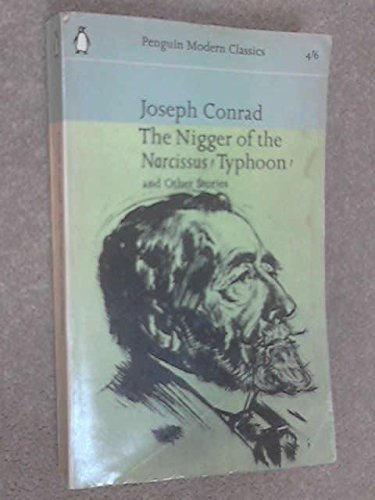 Penguin Modern Classics
4/6
Joseph Conrad
The Nigger of the
Narcissus, Typhoon,
and Other Stories